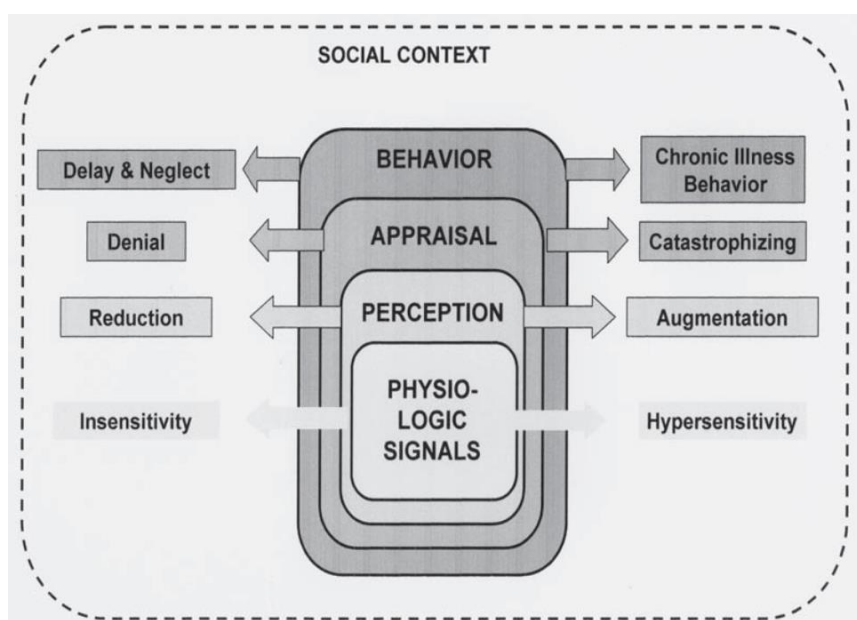 SOCIAL CONTEXT
BEHAVIOR
Delay & Neglect
Chronic Illness
Behavior
APPRAISAL
Denial
Catastrophizing
PERCEPTION
Reduction
Augmentation
PHYSIO-
LOGIC
SIGNALS
Insensitivity
Hypersensitivity